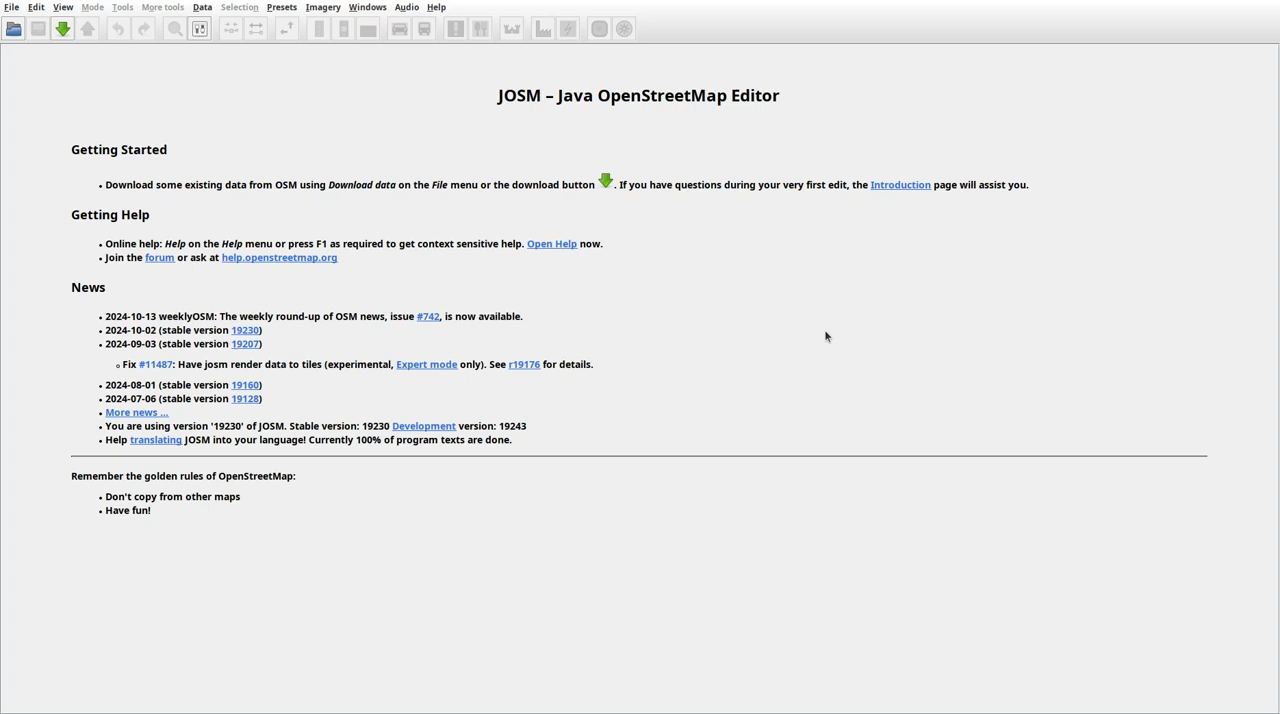 File Edit View Mode Tools More tools Data Selection Presets Imagery Windows Audio Help
JOSM – Java OpenStreetMap Editor
Getting Started
Download some existing data from OSM using Download data on the File menu or the download button . If you have questions during your very first edit, the Introduction page will assist you.
Getting Help
Online help: Help on the Help menu or press F1 as required to get context sensitive help. Open Help now.
Join the forum or ask at help.openstreetmap.org
News
2024-10-13 weeklyOSM: The weekly round-up of OSM news, issue #742, is now available.
2024-10-02 (stable version 19230)
2024-09-03 (stable version 19207)
Fix #11487: Have josm render data to tiles (experimental, Expert mode only). See r19176 for details.
2024-08-01 (stable version 19160)
2024-07-06 (stable version 19128)
More news ...
You are using version '19230' of JOSM. Stable version: 19230 Development version: 19243
Help translating JOSM into your language! Currently 100% of program texts are done.
Remember the golden rules of OpenStreetMap:
Don't copy from other maps
Have fun!